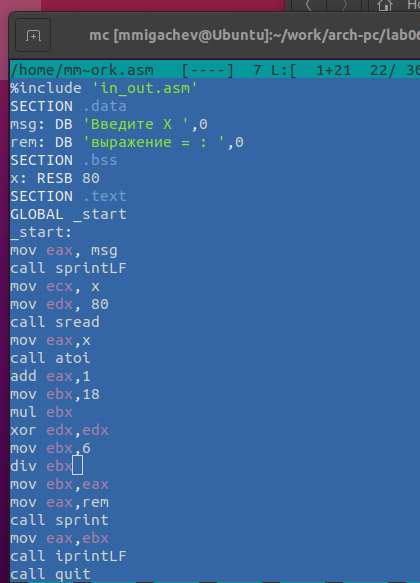 Но
mc [mmigachev@Ubuntu]:~/work/arch-pc/lab06
/home/mm~ork.asm [----] 7 L:[ 1+21 22/ 30
%include 'in_out.asm'
SECTION .data
msg: DB 'Введите X ',0
rem: DB 'выражение = : ',0
SECTION .bss
x: RESB 80
SECTION .text
GLOBAL _start
_start:
mov eax, msg
call sprintLF
mov ecx, x
mov edx, 80
call sread
mov eax,x
call atoi
add eax,1
mov ebx,18
mul ebx
xor edx,edx
mov ebx,6
div ebx
mov ebx,eax
mov eax,rem
call sprint
mov eax,ebx
call iprintLF
call quit